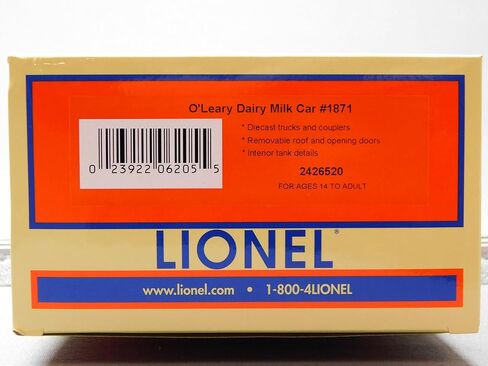 O'Leary Dairy Milk Car #1871
* Diecast trucks and couplers
* Removable roof and opening doors
* Interior tank details
2426520
FOR AGES 14 TO ADULT
0 23922 06205 5
LIONEL®
www.lionel.com • 1-800-4LIONEL